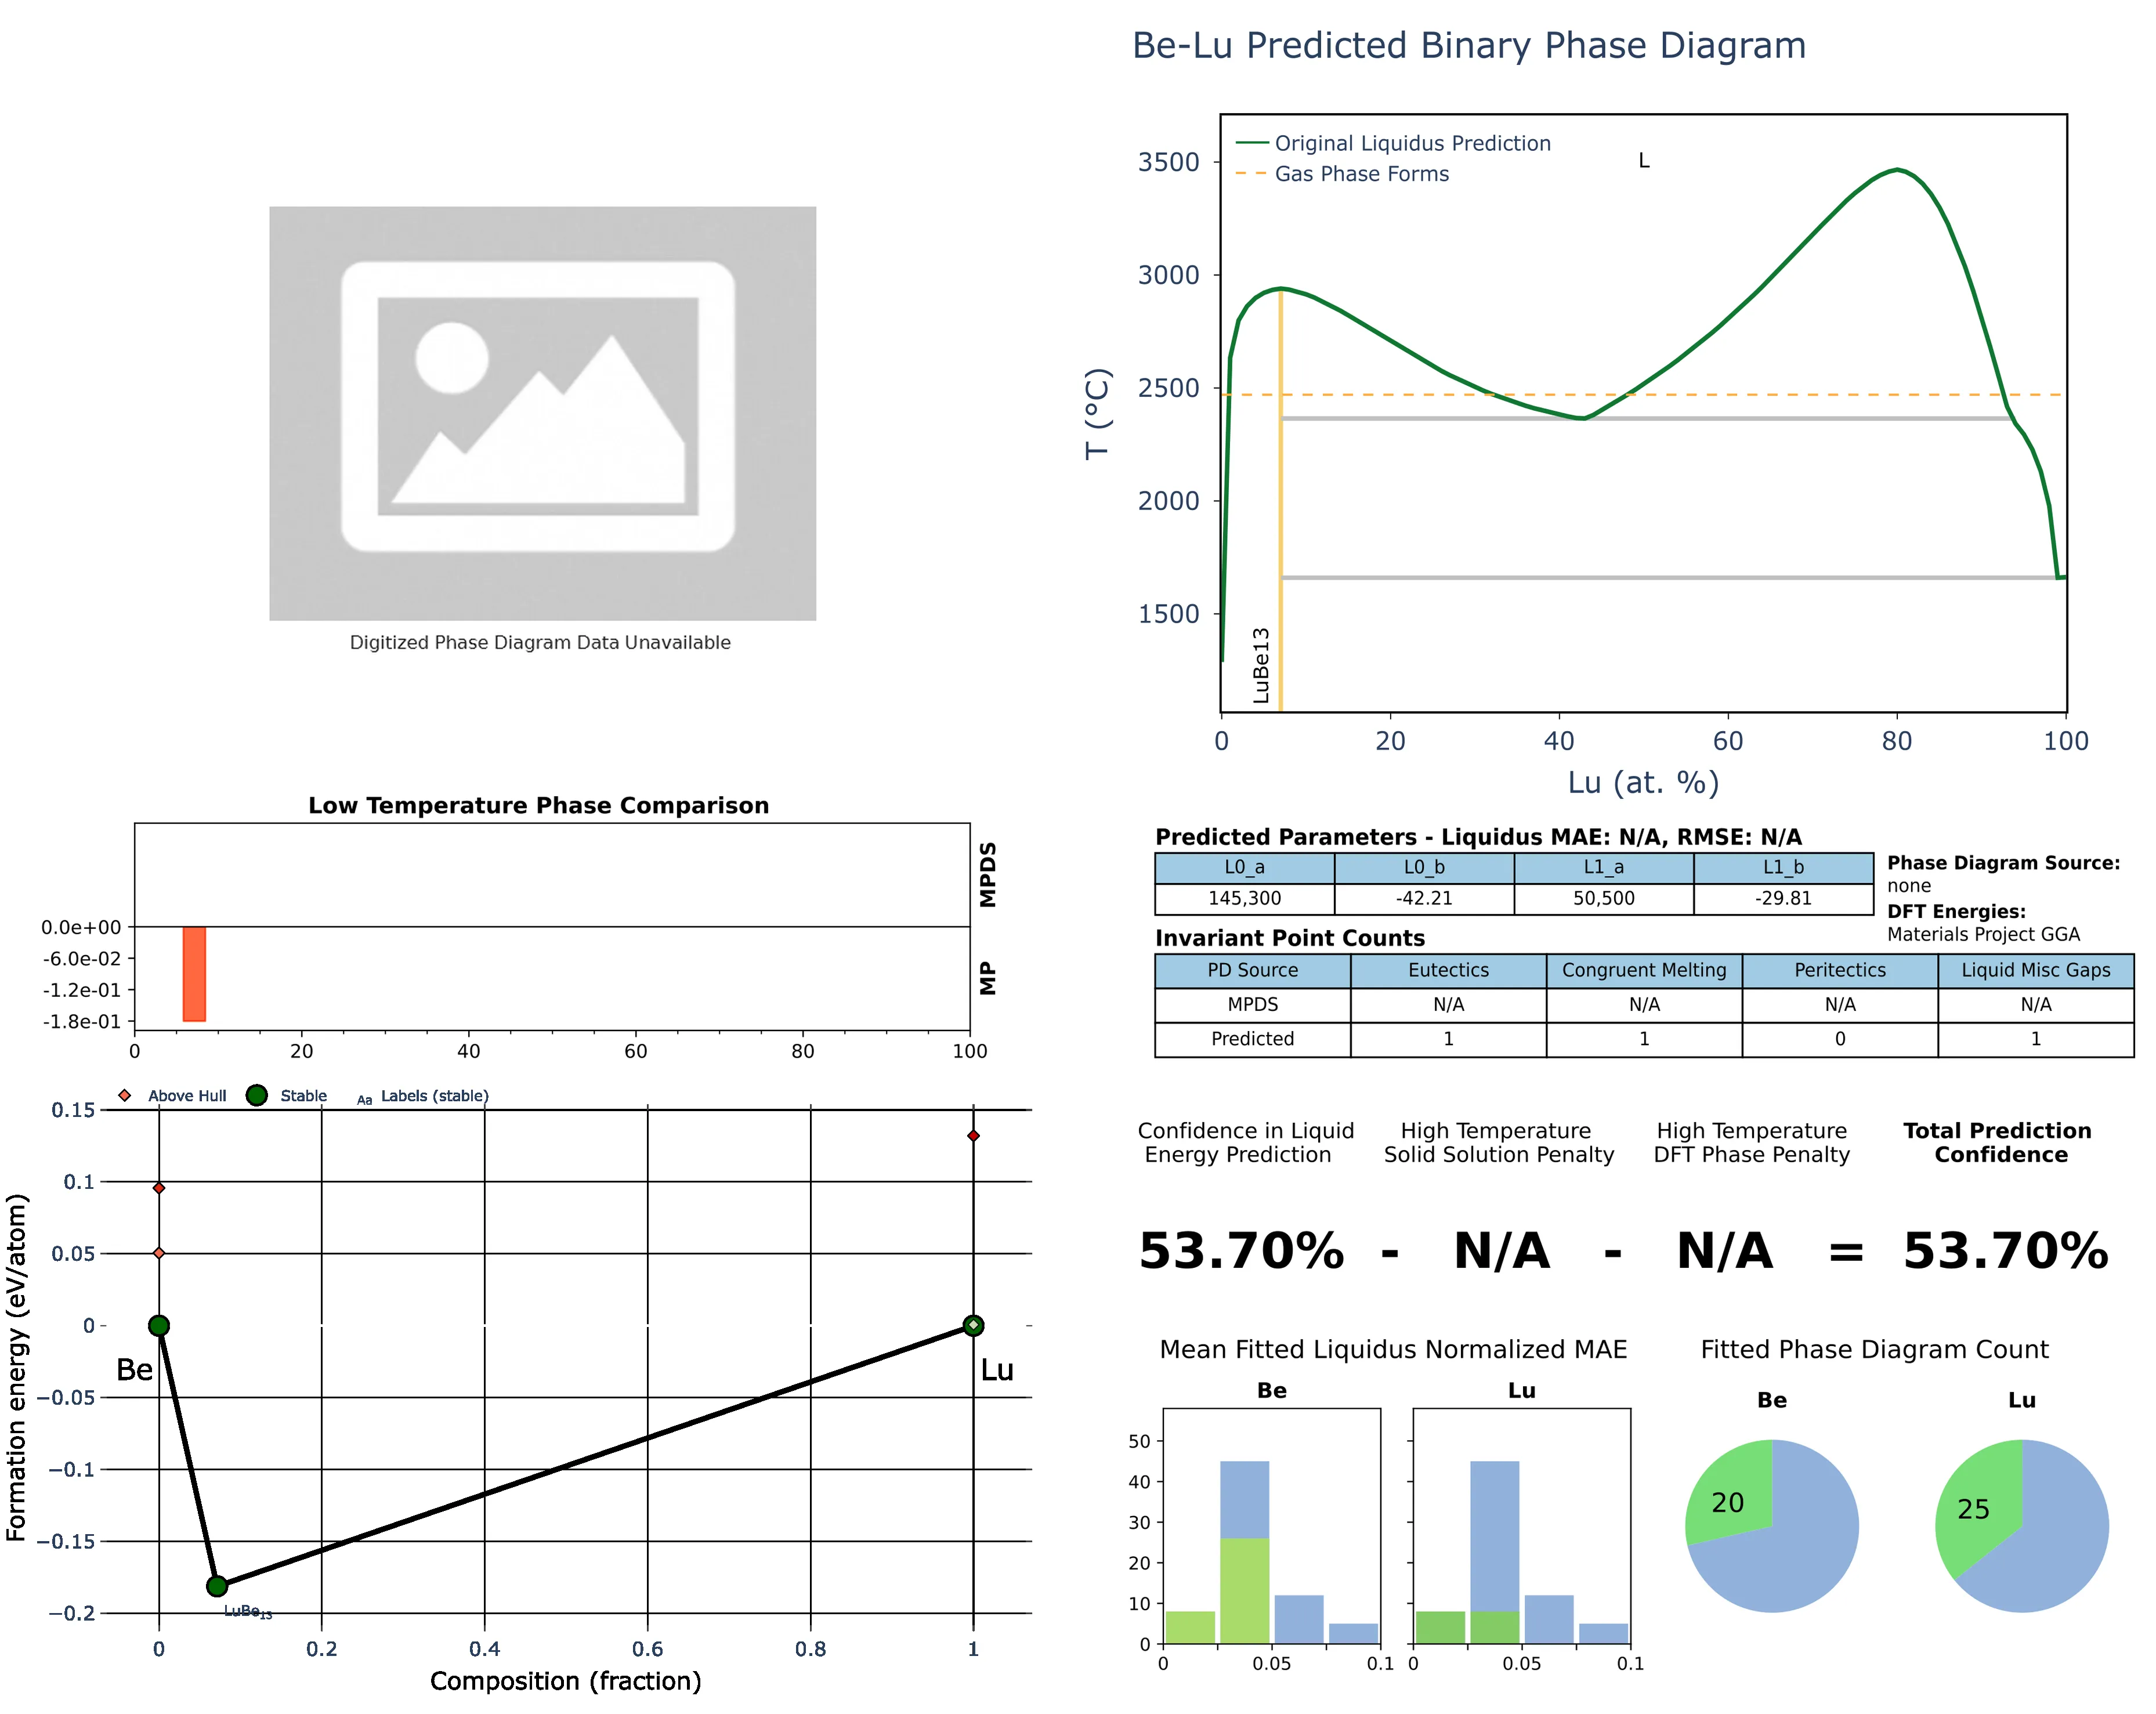 Be-Lu Predicted Binary Phase Diagram
Original Liquidus Prediction
Gas Phase Forms
L
3500
3000
2500
2000
1500
T (°C)
LuBe13
0 20 40 60 80 100
Lu (at. %)
Digitized Phase Diagram Data Unavailable
Low Temperature Phase Comparison
MPDS
MP
0.0e+00
-6.0e-02
-1.2e-01
-1.8e-01
0 20 40 60 80 100
Predicted Parameters - Liquidus MAE: N/A, RMSE: N/A
L0_a L0_b L1_a L1_b
145,300 -42.21 50,500 -29.81
Phase Diagram Source:
none
DFT Energies:
Materials Project GGA
Invariant Point Counts
PD Source Eutectics Congruent Melting Peritectics Liquid Misc Gaps
MPDS N/A N/A N/A N/A
Predicted 1 1 0 1
Above Hull Stable Aa Labels (stable)
0.15
0.1
0.05
0
−0.05
−0.1
−0.15
−0.2
Formation energy (eV/atom)
Be
Lu
LuBe13
0 0.2 0.4 0.6 0.8 1
Composition (fraction)
Confidence in Liquid
Energy Prediction
High Temperature
Solid Solution Penalty
High Temperature
DFT Phase Penalty
Total Prediction
Confidence
53.70% - N/A - N/A = 53.70%
Mean Fitted Liquidus Normalized MAE
Be
Lu
50
40
30
20
10
0
0 0.05 0.1
0 0.05 0.1
Fitted Phase Diagram Count
Be
Lu
20
25